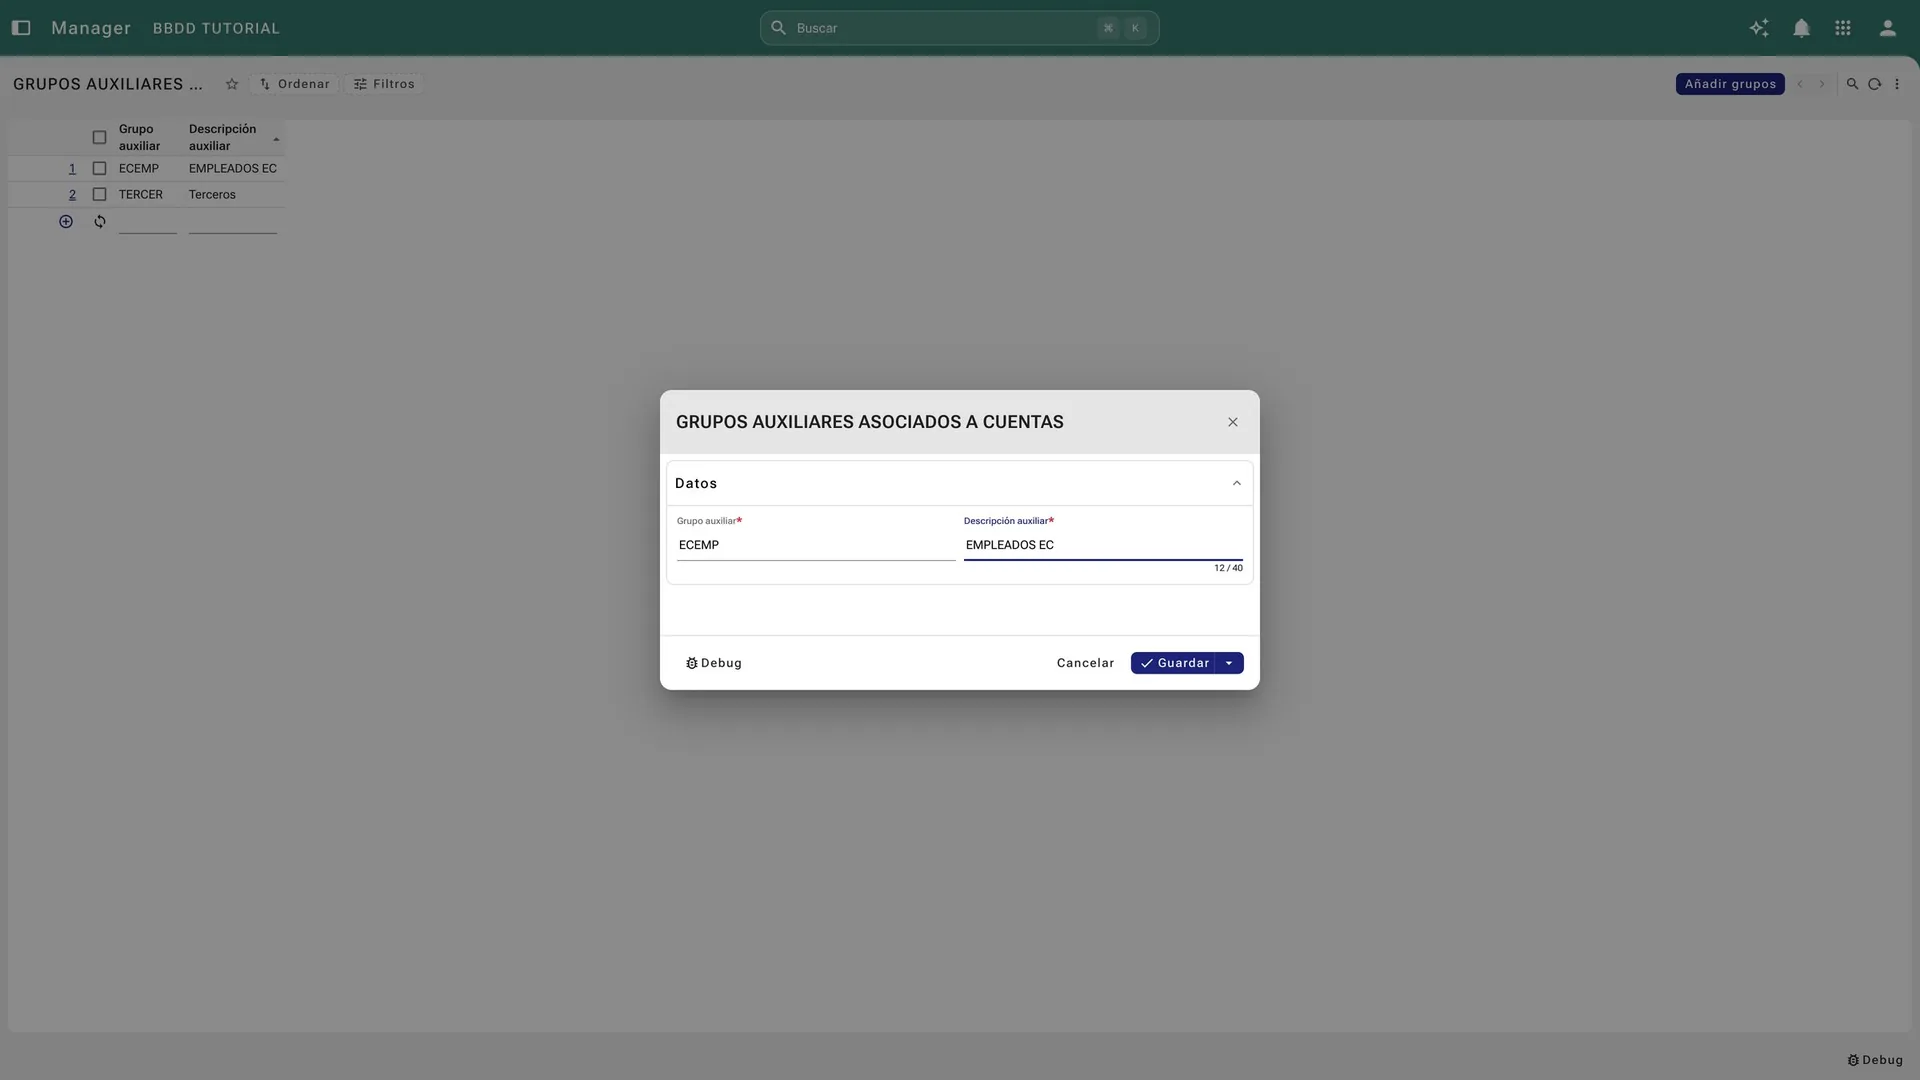 Manager BBDD TUTORIAL Buscar ⌘ K
GRUPOS AUXILIARES ... Ordenar Filtros Añadir grupos
Grupo auxiliar Descripción auxiliar
1 ECEMP EMPLEADOS EC
2 TERCER Terceros
GRUPOS AUXILIARES ASOCIADOS A CUENTAS
Datos
Grupo auxiliar* Descripción auxiliar*
ECEMP EMPLEADOS EC
12 / 40
Debug Cancelar Guardar
Debug